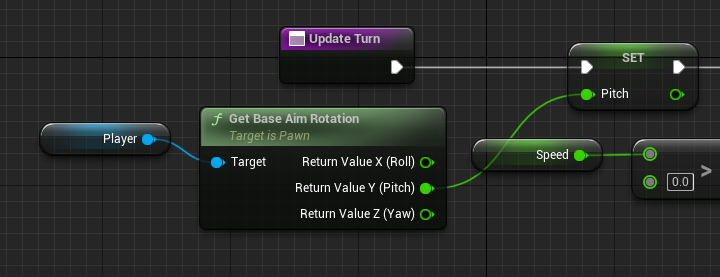 Update Turn
SET
Pitch
Get Base Aim Rotation
Target is Pawn
Player
Target
Return Value X (Roll)
Return Value Y (Pitch)
Return Value Z (Yaw)
Speed
0.0
>